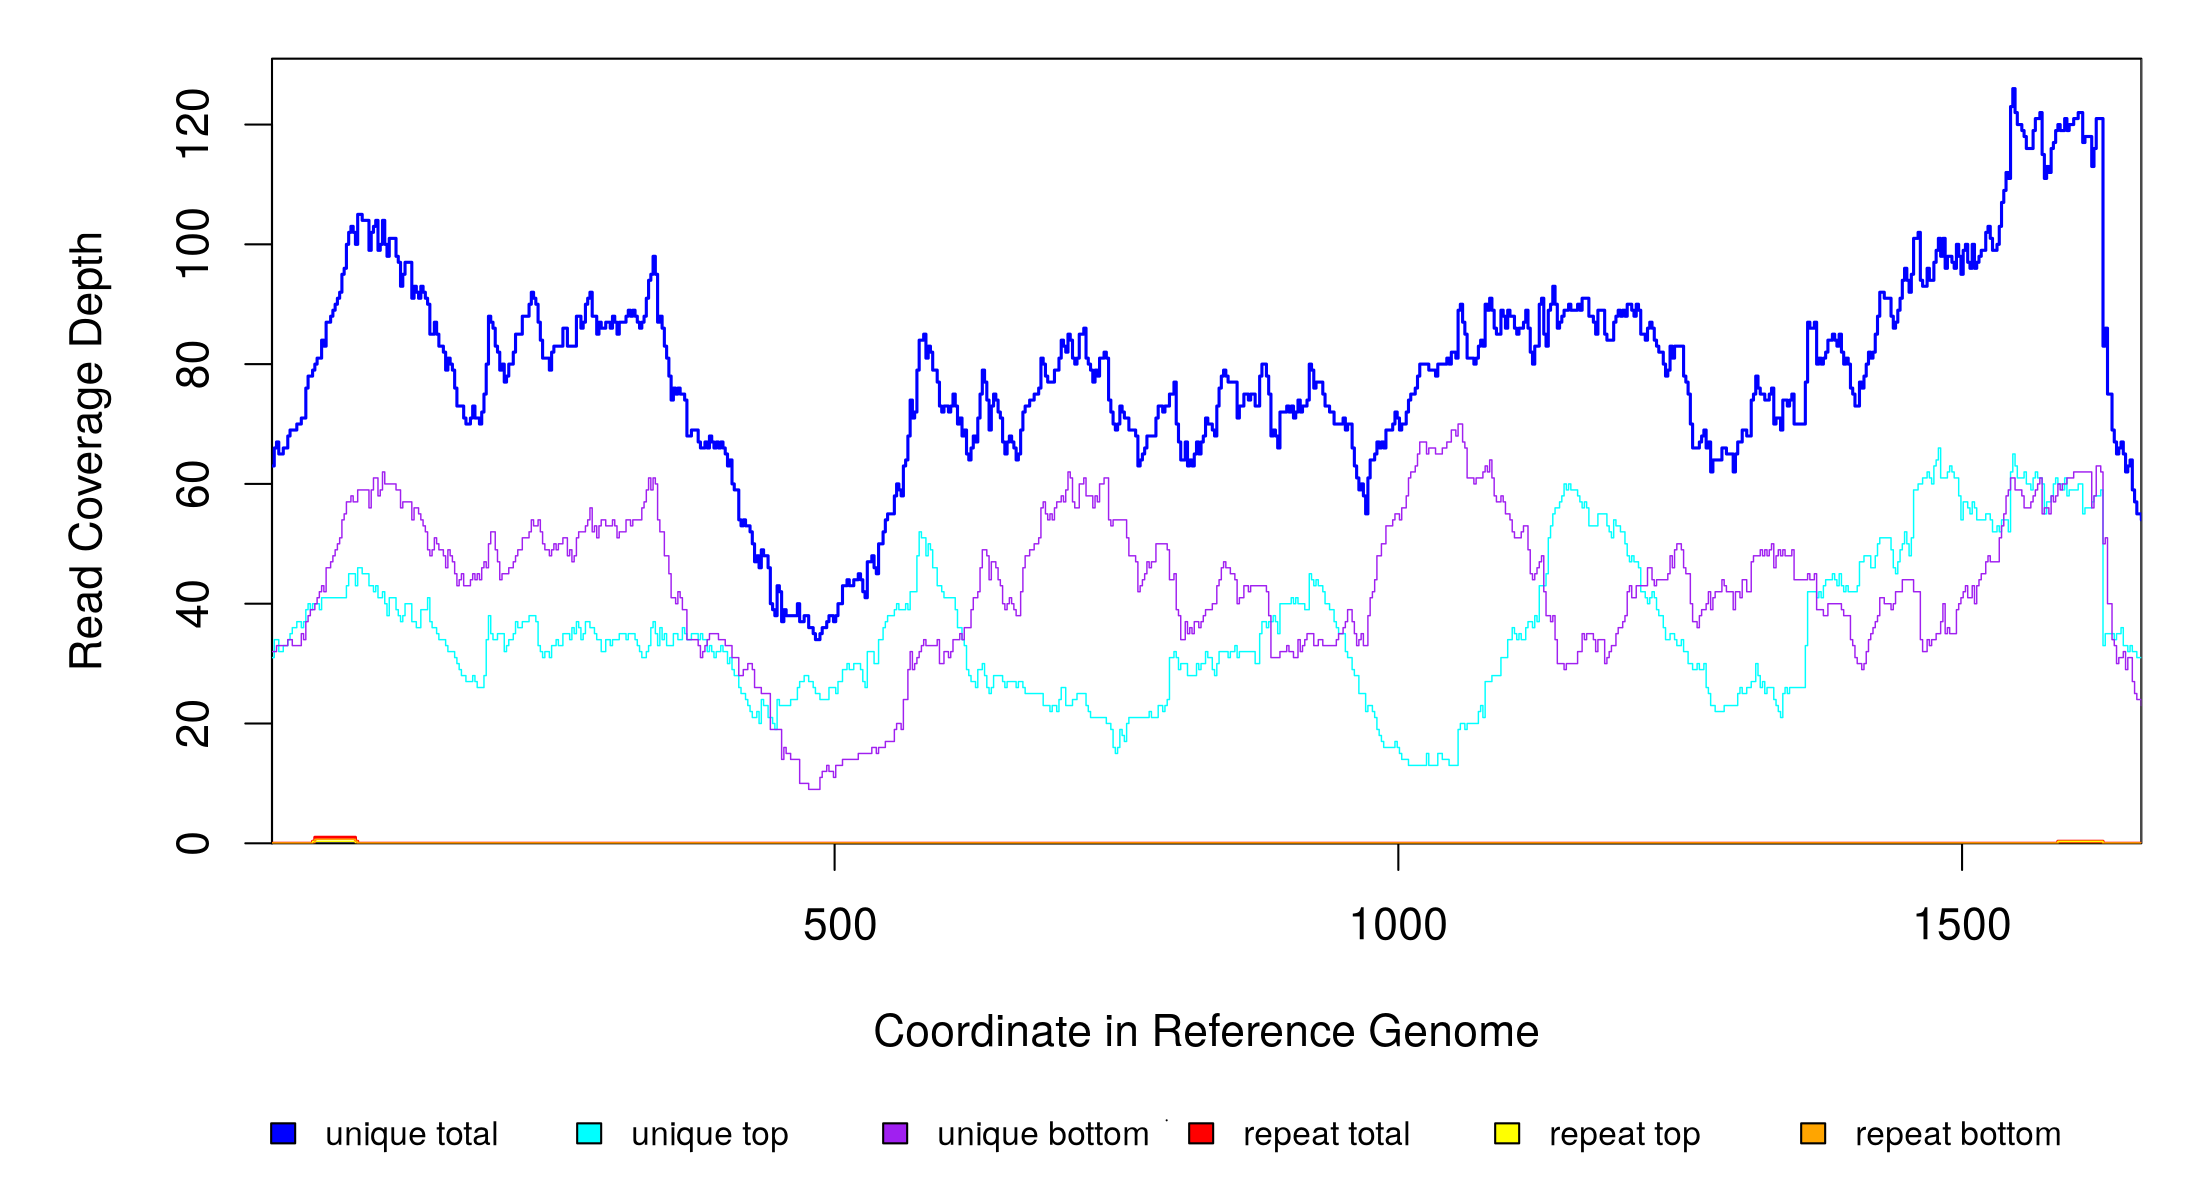 Read Coverage Depth
120
100
80
60
40
20
0
500 1000 1500
Coordinate in Reference Genome
unique total unique top unique bottom repeat total repeat top repeat bottom